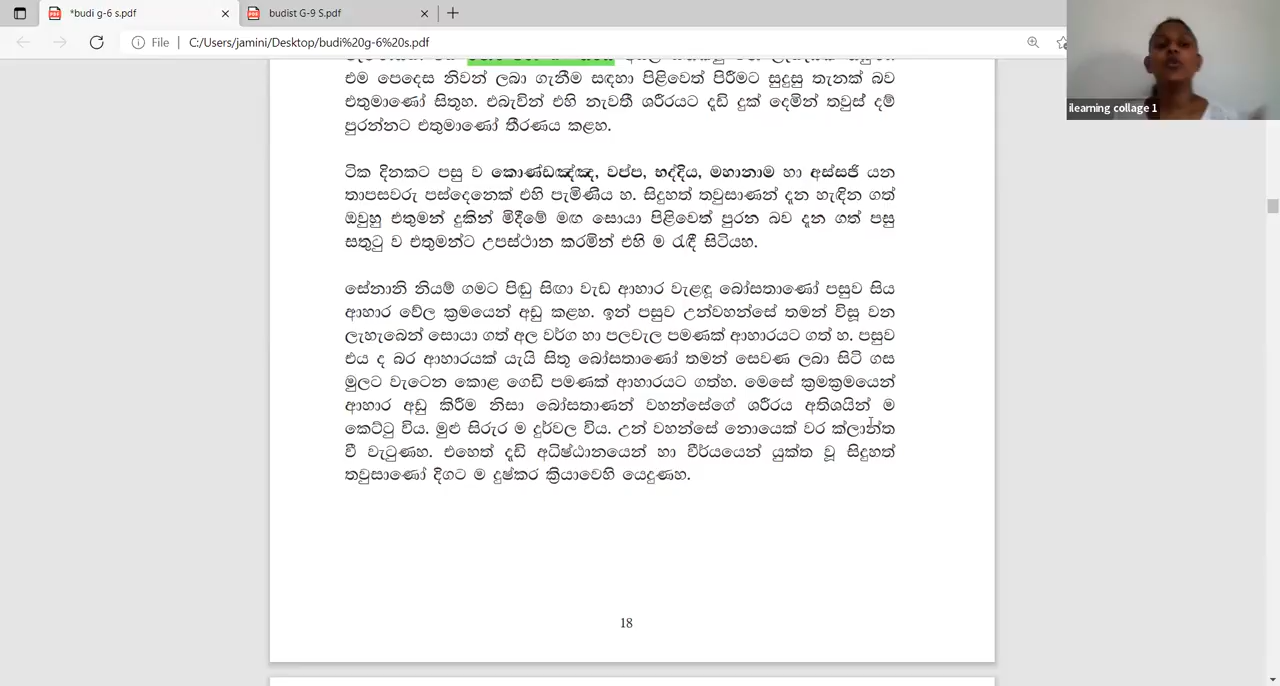 *budi g-6 s.pdf
budist G-9 S.pdf
File | C:/Users/jamini/Desktop/budi%20g-6%20s.pdf
ilearning collage 1
එම පෙදෙස නිවන් ලබා ගැනීම සඳහා පිළිවෙත් පිරීමට සුදුසු තැනක් බව
එතුමාණෝ සිතූහ. එබැවින් එහි නැවතී ශරීරයට දැඩි දුක් දෙමින් තවුස් දම්
පුරන්නට එතුමාණෝ තීරණය කළහ.
ටික දිනකට පසු ව කොණ්ඩඤ්ඤ, වප්ප, භද්දිය, මහානාම හා අස්සජි යන
තාපසවරු පස්දෙනෙක් එහි පැමිණිය හ. සිදුහත් තවුසාණන් දැන හැඳින ගත්
ඔවුහු එතුමන් දුකින් මිදීමේ මඟ සොයා පිළිවෙත් පුරන බව දැන ගත් පසු
සතුටු ව එතුමන්ට උපස්ථාන කරමින් එහි ම රැඳී සිටියහ.
සේනානි නියම් ගමට පිඬු සිඟා වැඩ ආහාර වැළඳූ බෝසතාණෝ පසුව සිය
ආහාර වේල ක්‍රමයෙන් අඩු කළහ. ඉන් පසුව උන්වහන්සේ තමන් විසූ වන
ලැහැබෙන් සොයා ගත් අල වර්ග හා පලවැල පමණක් ආහාරයට ගත් හ. පසුව
එය ද බර ආහාරයක් යැයි සිතූ බෝසතාණෝ තමන් සෙවණ ලබා සිටි ගස
මුලට වැටෙන කොළ ගෙඩි පමණක් ආහාරයට ගත්හ. මෙසේ ක්‍රමක්‍රමයෙන්
ආහාර අඩු කිරීම නිසා බෝසතාණන් වහන්සේගේ ශරීරය අතිශයින් ම
කෙට්ටු විය. මුළු සිරුර ම දුර්වල විය. උන් වහන්සේ නොයෙක් වර ක්ලාන්ත
වී වැටුණහ. එහෙත් දැඩි අධිෂ්ඨානයෙන් හා වීර්යයෙන් යුක්ත වූ සිදුහත්
තවුසාණෝ දිගට ම දුෂ්කර ක්‍රියාවෙහි යෙදුණහ.
18